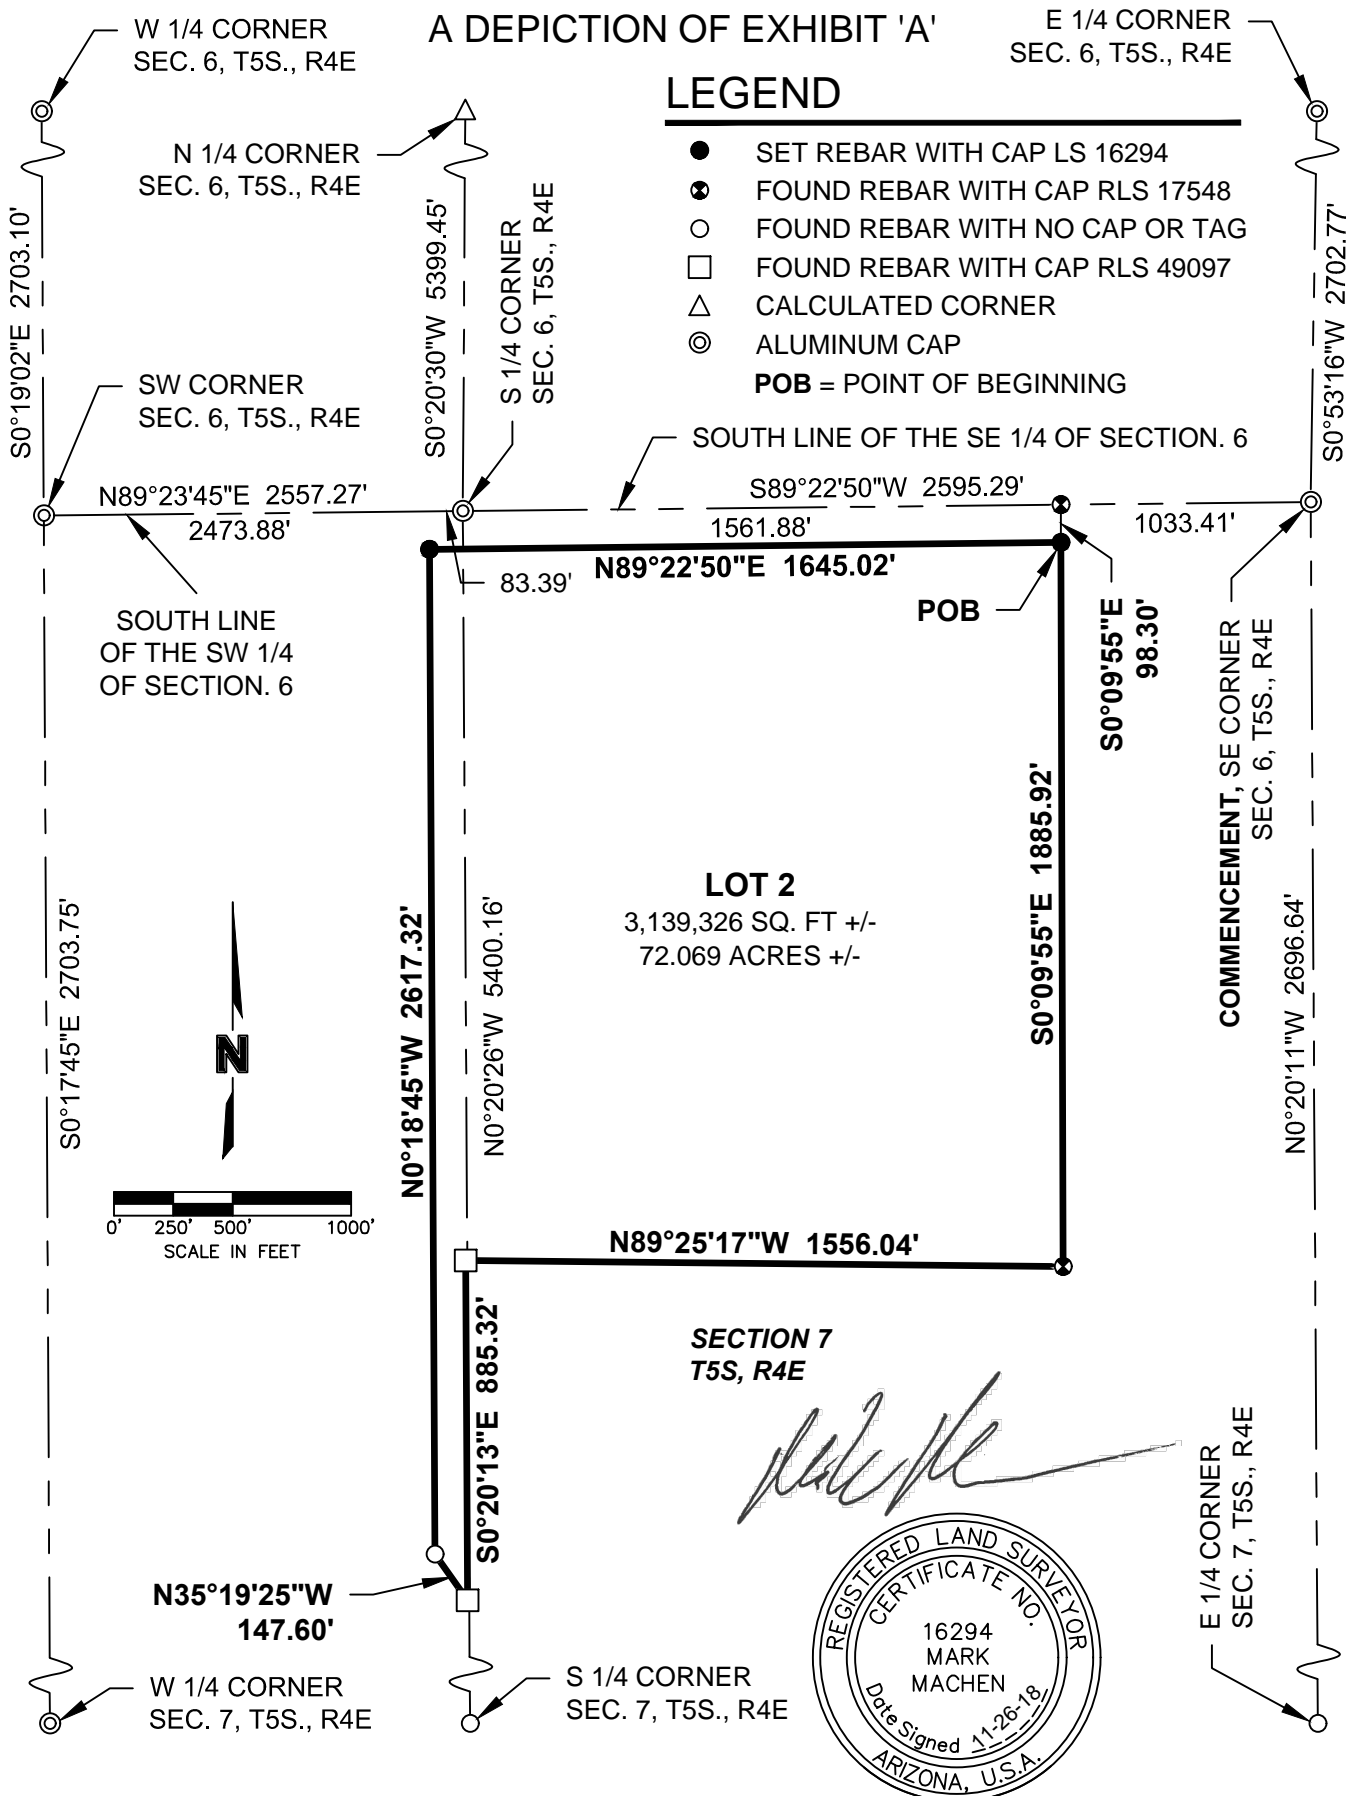 A DEPICTION OF EXHIBIT 'A'
W 1/4 CORNER
SEC. 6, T5S., R4E
E 1/4 CORNER
SEC. 6, T5S., R4E
N 1/4 CORNER
SEC. 6, T5S., R4E
LEGEND
SET REBAR WITH CAP LS 16294
FOUND REBAR WITH CAP RLS 17548
FOUND REBAR WITH NO CAP OR TAG
FOUND REBAR WITH CAP RLS 49097
CALCULATED CORNER
ALUMINUM CAP
POB = POINT OF BEGINNING
S0°19'02"E 2703.10'
S0°20'30"W 5399.45'
S 1/4 CORNER
SEC. 6, T5S., R4E
S0°53'16"W 2702.77'
SW CORNER
SEC. 6, T5S., R4E
SOUTH LINE OF THE SE 1/4 OF SECTION. 6
N89°23'45"E 2557.27'
2473.88'
S89°22'50"W 2595.29'
1561.88'
1033.41'
N89°22'50"E 1645.02'
83.39'
POB
S0°09'55"E
98.30'
SOUTH LINE
OF THE SW 1/4
OF SECTION. 6
COMMENCEMENT, SE CORNER
SEC. 6, T5S., R4E
LOT 2
3,139,326 SQ. FT +/-
72.069 ACRES +/-
S0°09'55"E 1885.92'
S0°17'45"E 2703.75'
N0°18'45"W 2617.32'
N0°20'26"W 5400.16'
N0°20'11"W 2696.64'
N
0' 250' 500' 1000'
SCALE IN FEET
N89°25'17"W 1556.04'
S0°20'13"E 885.32'
SECTION 7
T5S, R4E
N35°19'25"W
147.60'
W 1/4 CORNER
SEC. 7, T5S., R4E
S 1/4 CORNER
SEC. 7, T5S., R4E
E 1/4 CORNER
SEC. 7, T5S., R4E
REGISTERED LAND SURVEYOR
CERTIFICATE NO.
16294
MARK
MACHEN
Date Signed 11-26-18
ARIZONA, U.S.A.